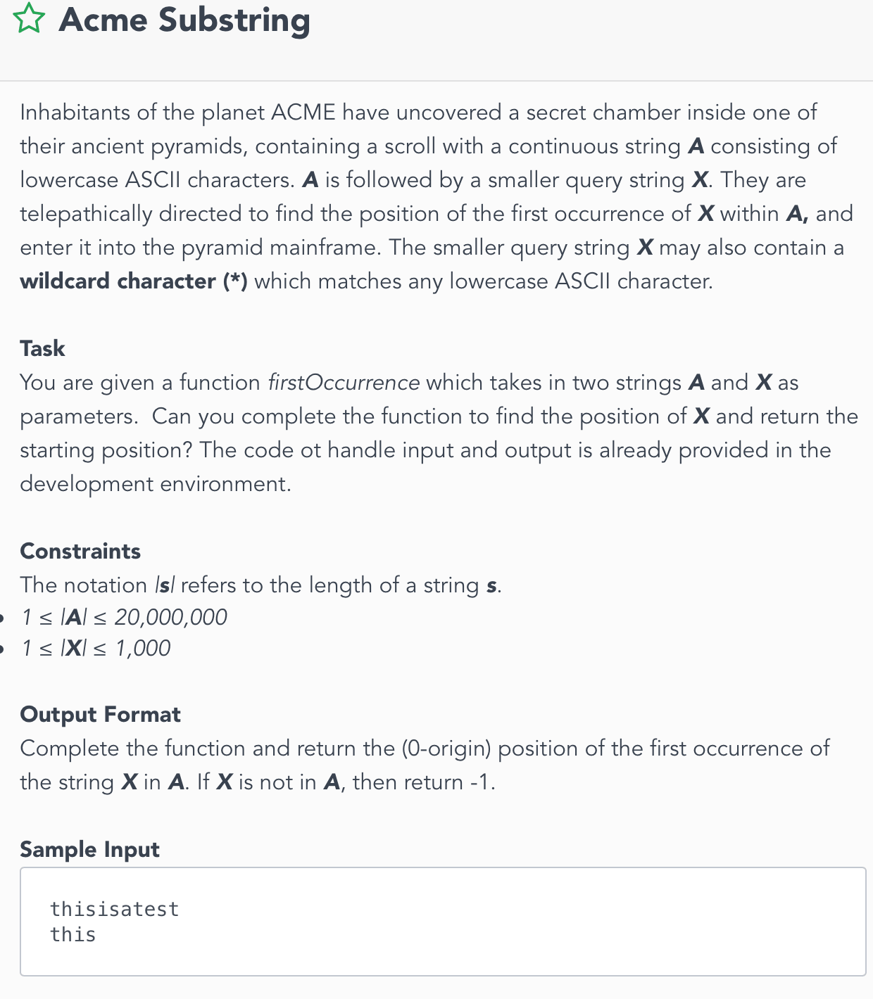 Acme Substring
Inhabitants of the planet ACME have uncovered a secret chamber inside one of
their ancient pyramids, containing a scroll with a continuous string A consisting of
lowercase ASCII characters. A is followed by a smaller query string X. They are
telepathically directed to find the position of the first occurrence of X within A, and
enter it into the pyramid mainframe. The smaller query string X may also contain a
wildcard character (*) which matches any lowercase ASCII character.
Task
You are given a function firstOccurrence which takes in two strings A and X as
parameters.  Can you complete the function to find the position of X and return the
starting position? The code ot handle input and output is already provided in the
development environment.
Constraints
The notation |s| refers to the length of a string s.
• 1 ≤ |A| ≤ 20,000,000
• 1 ≤ |X| ≤ 1,000
Output Format
Complete the function and return the (0-origin) position of the first occurrence of
the string X in A. If X is not in A, then return -1.
Sample Input
thisisatest
this